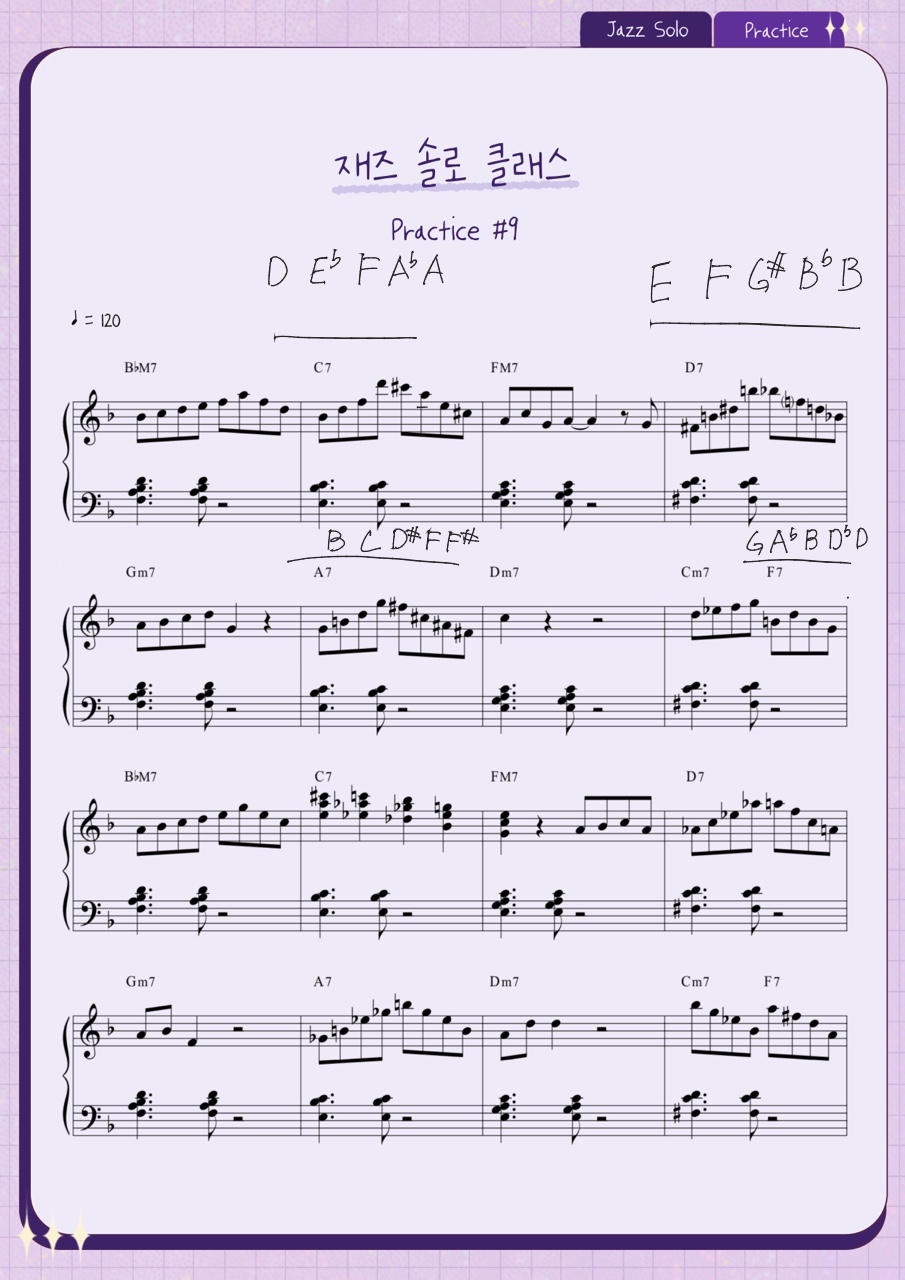 Jazz Solo Practice
재즈 솔로 클래스
Practice #9
D E♭ F A♭ A E F G# B♭ B
♩ = 120
B♭M7 C7 FM7 D7
B C D# F F# G A♭ B D♭ D
Gm7 A7 Dm7 Cm7 F7
B♭M7 C7 FM7 D7
Gm7 A7 Dm7 Cm7 F7